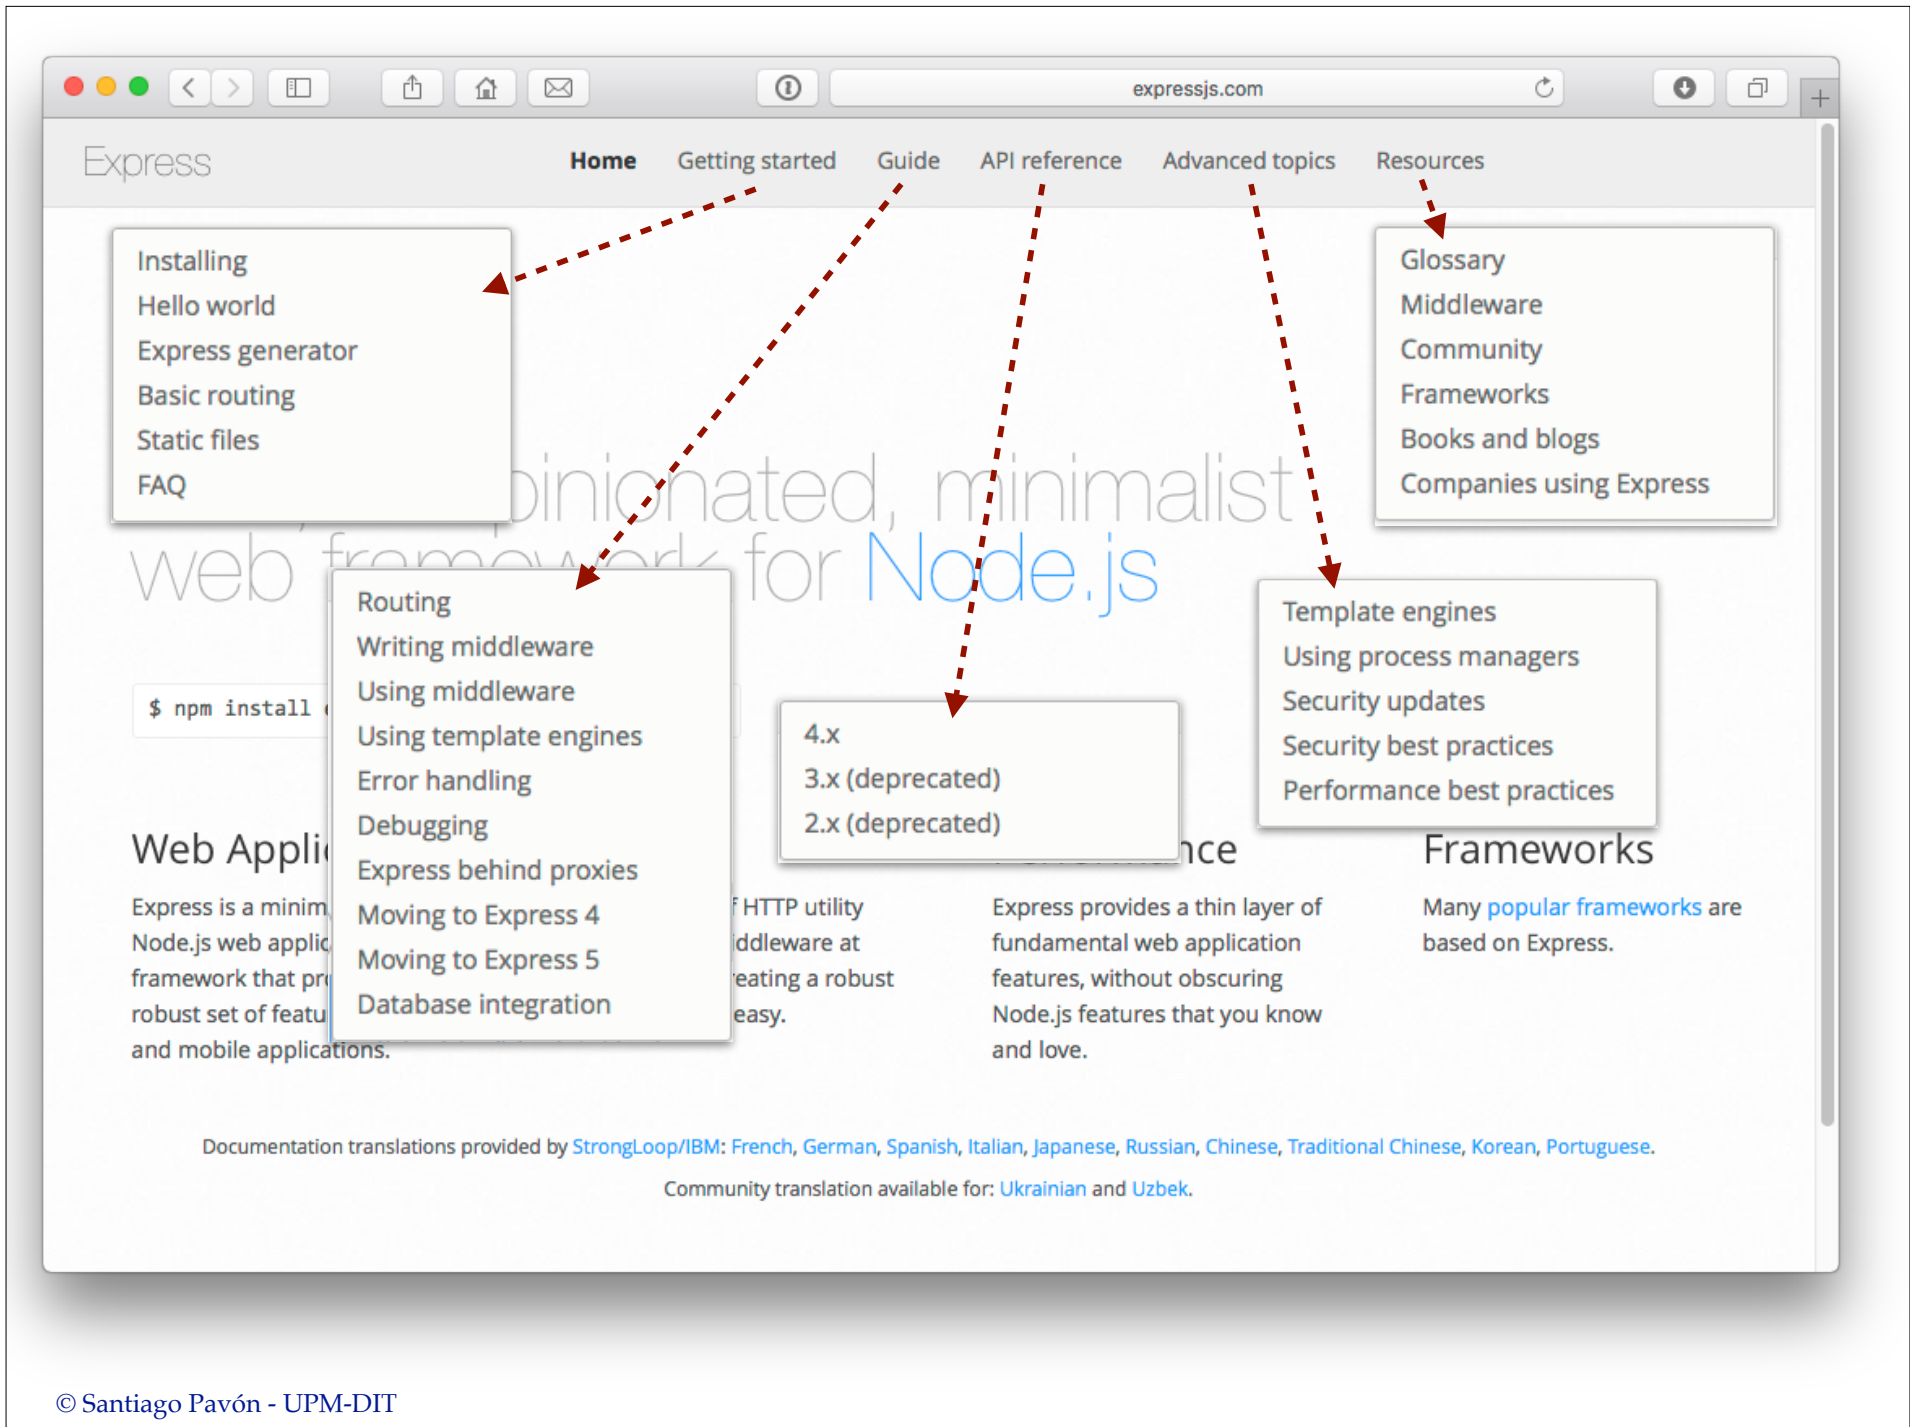 expressjs.com
Express
Home Getting started Guide API reference Advanced topics Resources
Installing
Hello world
Express generator
Basic routing
Static files
FAQ
Glossary
Middleware
Community
Frameworks
Books and blogs
Companies using Express
minimalist
web framework for Node.js
Routing
Writing middleware
Using middleware
Using template engines
Error handling
Debugging
Express behind proxies
Moving to Express 4
Moving to Express 5
Database integration
4.x
3.x (deprecated)
2.x (deprecated)
Template engines
Using process managers
Security updates
Security best practices
Performance best practices
$ npm install
Web
Express is a
Node.js web
framework that
robust set of
and mobile applications.
HTTP utility
at
a robust
easy.
Express provides a thin layer of
fundamental web application
features, without obscuring
Node.js features that you know
and love.
Frameworks
Many popular frameworks are
based on Express.
Documentation translations provided by StrongLoop/IBM: French, German, Spanish, Italian, Japanese, Russian, Chinese, Traditional Chinese, Korean, Portuguese.
Community translation available for: Ukrainian and Uzbek.
© Santiago Pavón - UPM-DIT